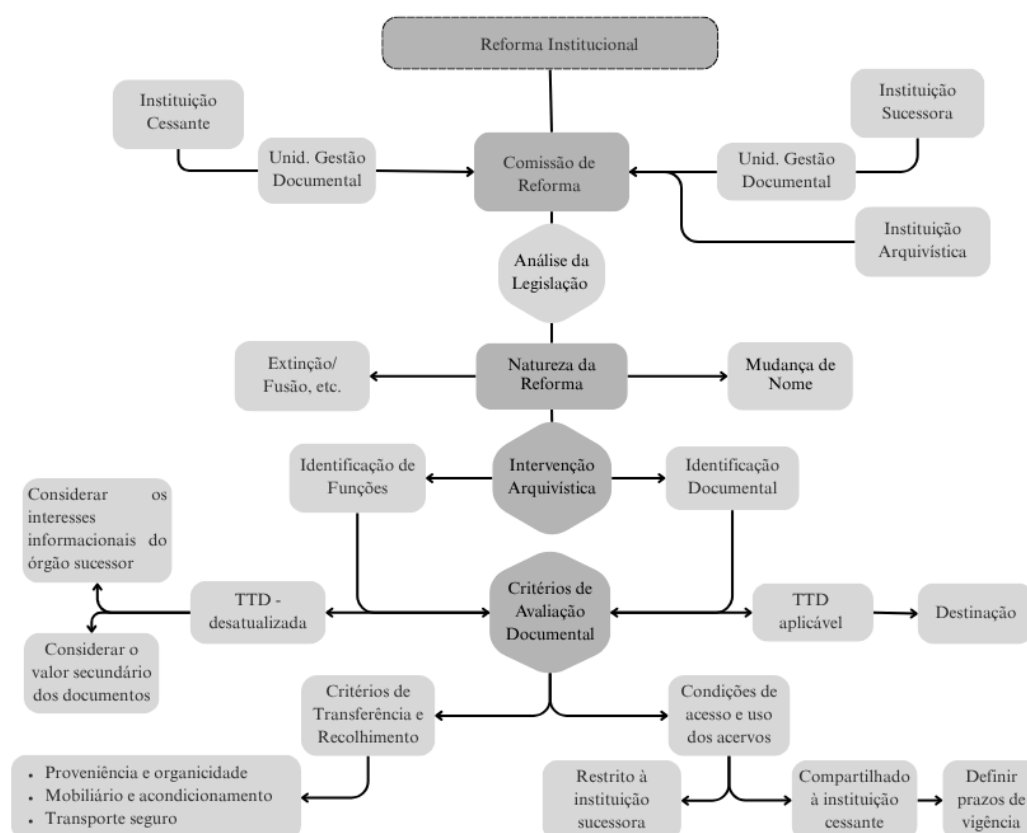 Reforma Institucional
Instituição
Cessante
Instituição
Sucessora
Unid. Gestão
Documental
Comissão de
Reforma
Unid. Gestão
Documental
Instituição
Arquivística
Análise da
Legislação
Extinção/
Fusão, etc.
Natureza da
Reforma
Mudança de
Nome
Identificação de
Funções
Intervenção
Arquivística
Identificação
Documental
Considerar os
interesses
informacionais do
órgão sucessor
TTD -
desatualizada
Critérios de
Avaliação
Documental
TTD
aplicável
Destinação
Considerar o
valor secundário
dos documentos
Critérios de
Transferência e
Recolhimento
Condições de
acesso e uso
dos acervos
• Proveniência e organicidade
• Mobiliário e acondicionamento
• Transporte seguro
Restrito à
instituição
sucessora
Compartilhado
à instituição
cessante
Definir
prazos de
vigência